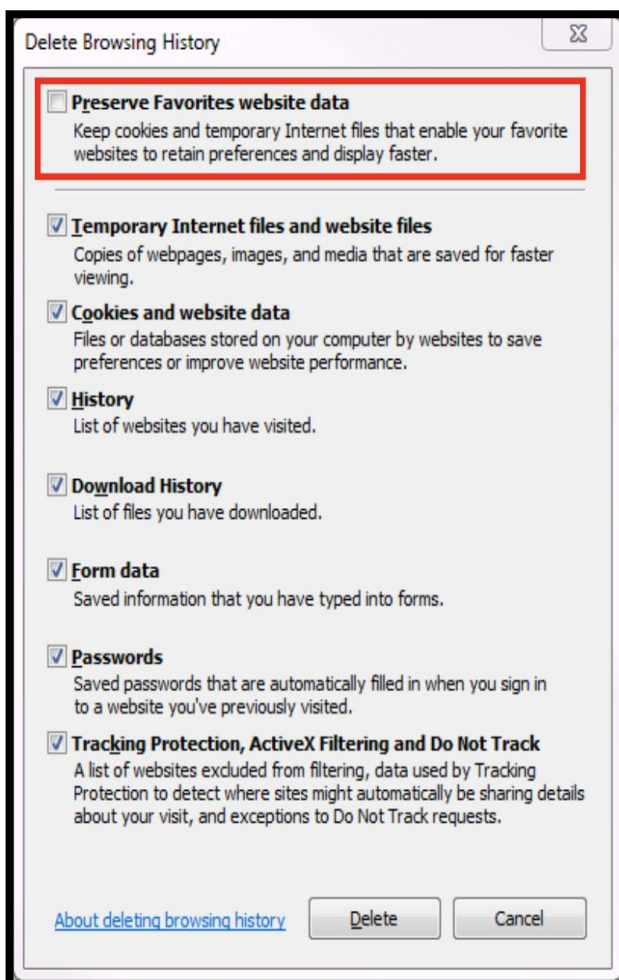 Delete Browsing History
Preserve Favorites website data
Keep cookies and temporary Internet files that enable your favorite
websites to retain preferences and display faster.
Temporary Internet files and website files
Copies of webpages, images, and media that are saved for faster
viewing.
Cookies and website data
Files or databases stored on your computer by websites to save
preferences or improve website performance.
History
List of websites you have visited.
Download History
List of files you have downloaded.
Form data
Saved information that you have typed into forms.
Passwords
Saved passwords that are automatically filled in when you sign in
to a website you've previously visited.
Tracking Protection, ActiveX Filtering and Do Not Track
A list of websites excluded from filtering, data used by Tracking
Protection to detect where sites might automatically be sharing details
about your visit, and exceptions to Do Not Track requests.
About deleting browsing history Delete Cancel